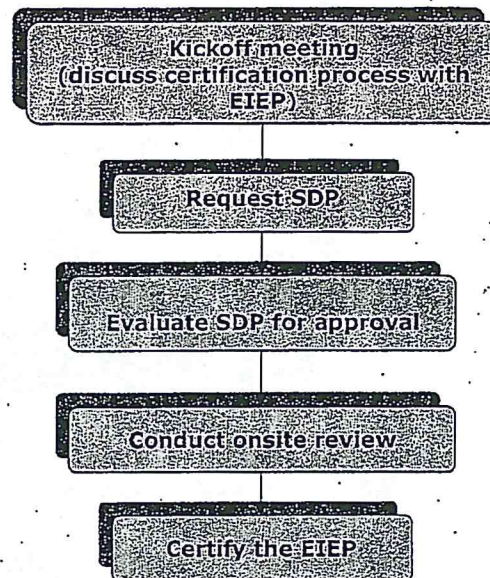 Kickoff meeting
(discuss certification process with
EIEP)
Request SDP
Evaluate SDP for approval
Conduct onsite review
Certify the EIEP